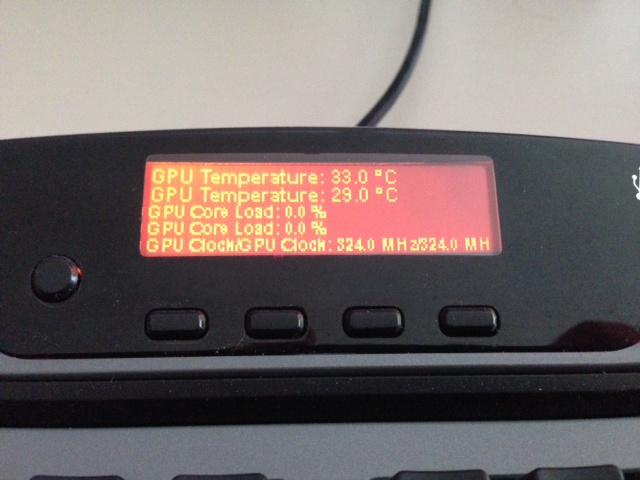 GPU Temperature: 33.0 °C
GPU Temperature: 29.0 °C
GPU Core Load: 0.0 %
GPU Core Load: 0.0 %
GPU Clock/GPU Clock: 324.0 MHz/324.0 MH